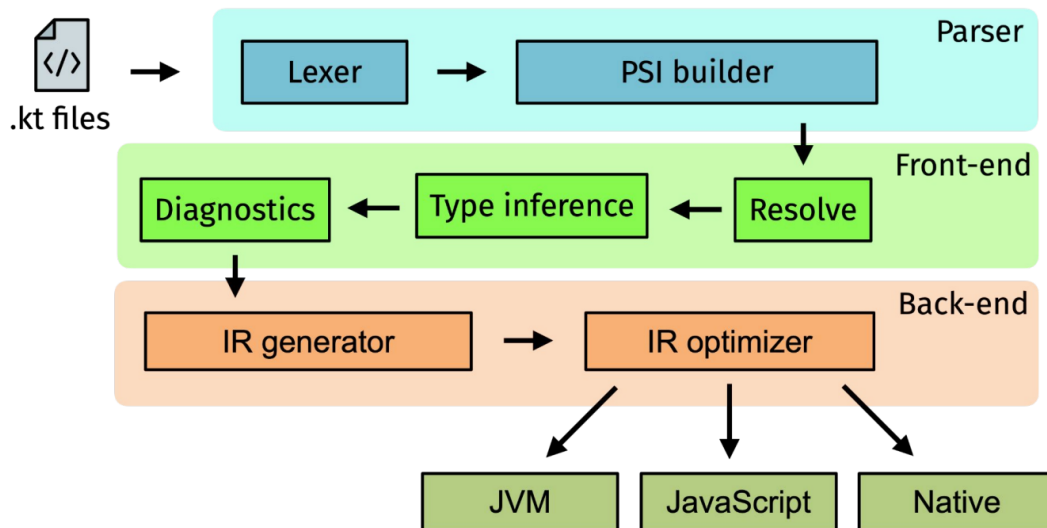 Parser
</>
Lexer
PSI builder
.kt files
Front-end
Diagnostics
Type inference
Resolve
Back-end
IR generator
IR optimizer
JVM
JavaScript
Native